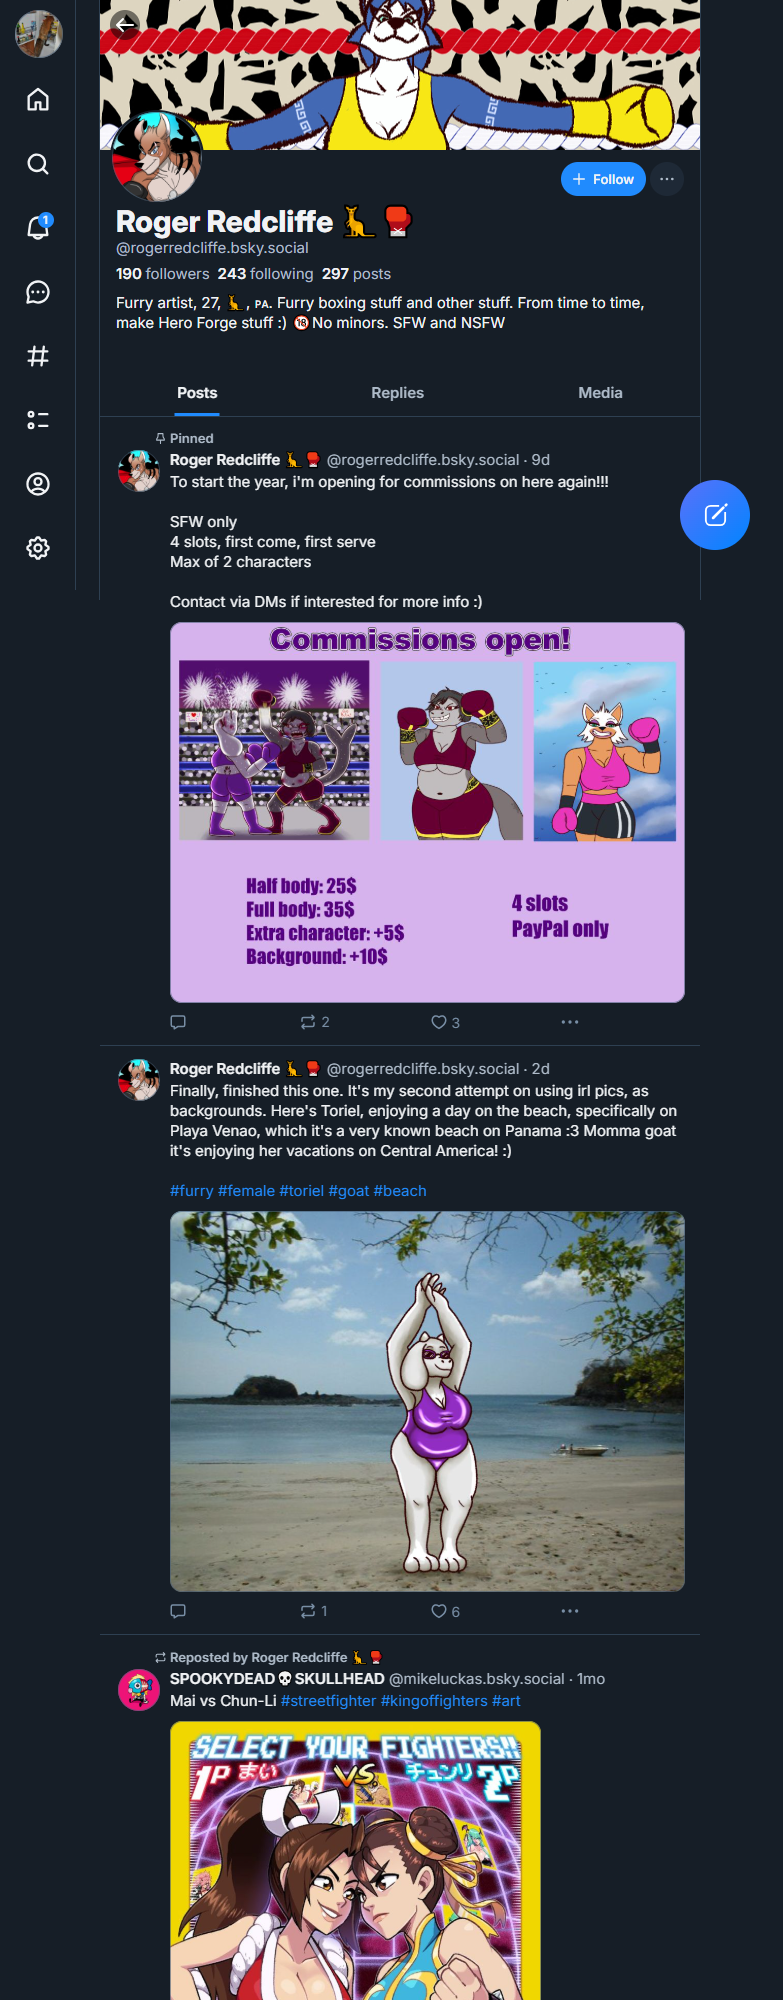 1
+ Follow
Roger Redcliffe 🦘🥊
@rogerredcliffe.bsky.social
190 followers 243 following 297 posts
Furry artist, 27, 🦘, ᴘᴀ. Furry boxing stuff and other stuff. From time to time,
make Hero Forge stuff :) 🔞No minors. SFW and NSFW
Posts
Replies
Media
Pinned
Roger Redcliffe 🦘🥊 @rogerredcliffe.bsky.social · 9d
To start the year, i'm opening for commissions on here again!!!
SFW only
4 slots, first come, first serve
Max of 2 characters
Contact via DMs if interested for more info :)
Commissions open!
Half body: 25$
Full body: 35$
Extra character: +5$
Background: +10$
4 slots
PayPal only
2
3
Roger Redcliffe 🦘🥊 @rogerredcliffe.bsky.social · 2d
Finally, finished this one. It's my second attempt on using irl pics, as
backgrounds. Here's Toriel, enjoying a day on the beach, specifically on
Playa Venao, which it's a very known beach on Panama :3 Momma goat
it's enjoying her vacations on Central America! :)
#furry #female #toriel #goat #beach
1
6
Reposted by Roger Redcliffe 🦘🥊
SPOOKYDEAD💀SKULLHEAD @mikeluckas.bsky.social · 1mo
Mai vs Chun-Li #streetfighter #kingoffighters #art
SELECT YOUR FIGHTERS!!
1P まい VS. チュンリ 2P